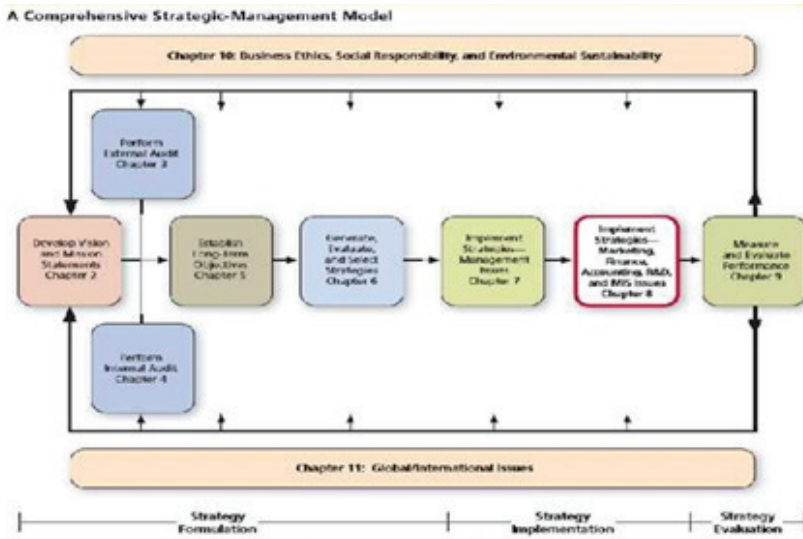 A Comprehensive Strategic-Management Model
Chapter 10: Business Ethics, Social Responsibility, and Environmental Sustainability
Perform
External Audit
Chapter 3
Develop Vision
and Mission
Statements
Chapter 2
Establish
Long-Term
Objectives
Chapter 5
Generate,
Evaluate,
and Select
Strategies
Chapter 6
Implement
Strategies—
Management
Issues
Chapter 7
Implement
Strategies—
Marketing,
Finance,
Accounting, R&D,
and MIS Issues
Chapter 8
Measure
and Evaluate
Performance
Chapter 9
Perform
Internal Audit
Chapter 4
Chapter 11: Global/International Issues
Strategy
Formulation
Strategy
Implementation
Strategy
Evaluation